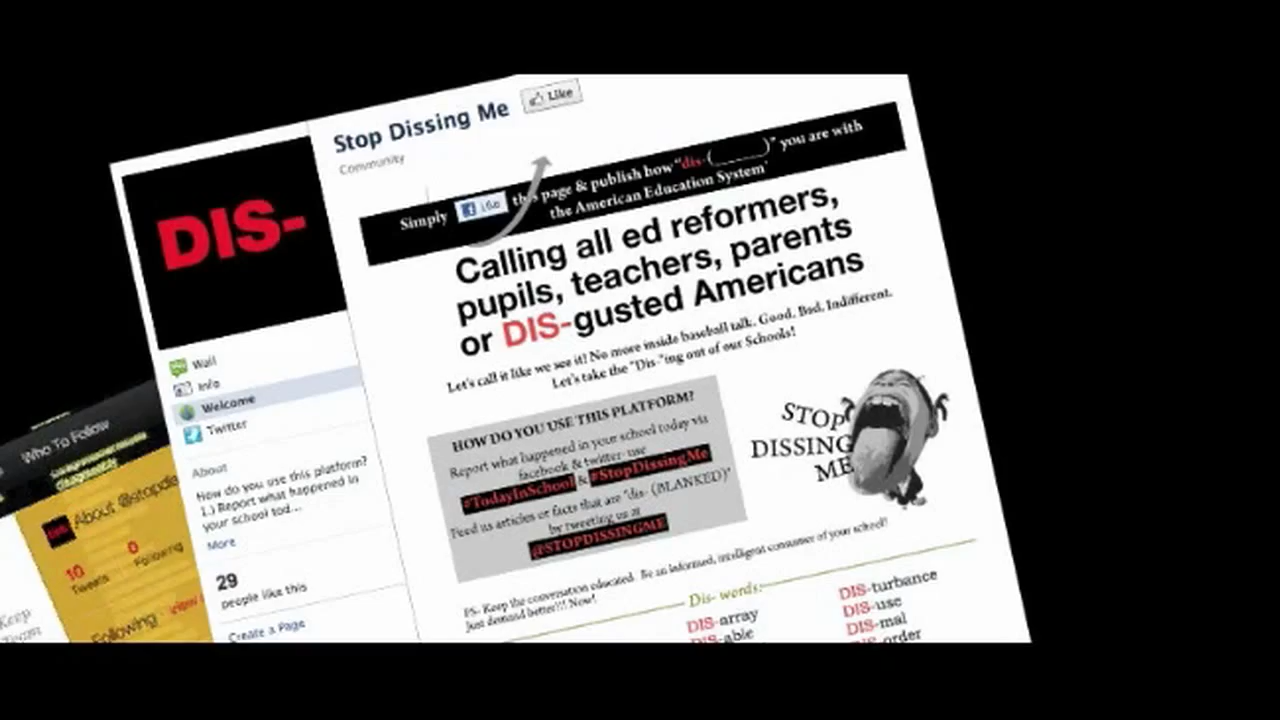 Stop Dissing Me
Like
Community
DIS-
Simply Like this page & publish how "dis-(______)" you are with
the American Education System'
Calling all ed reformers,
pupils, teachers, parents
or DIS-gusted Americans
Let's call it like we see it! No more inside baseball talk. Good, Bad, Indifferent.
Let's take the "Dis-"ing out of our Schools!
Wall
Info
Welcome
Twitter
About
How do you use this platform?
1.) Report what happened in
your school tod...
More
29
people like this
Create a Page
HOW DO YOU USE THIS PLATFORM?
Report what happened in your school today via
facebook & twitter- use
#TodayInSchool & #StopDissingMe
Feed us articles or facts that are "dis- (BLANKED)"
by tweeting us at
@STOPDISSINGME
STOP
DISSING
ME
PS- Keep the conversation educated Be an informed, intelligent consumer of your school!
Just demand better!!! Now!
Dis- words:
DIS-array
DIS-able
DIS-turbance
DIS-use
DIS-mal
DIS-order
Who To Follow
About @stopdis
DIS-
10
Tweets
0
Following
Following
view
Keep
Team